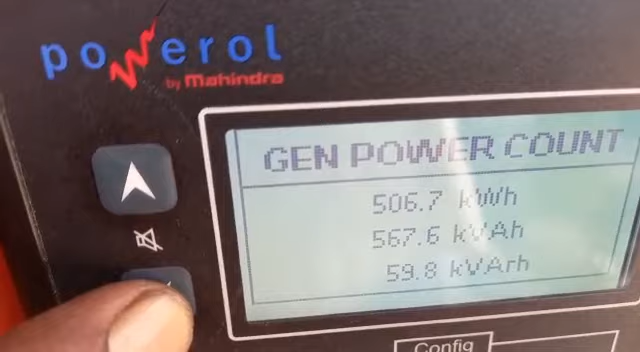 powerol
by Mahindra
GEN POWER COUNT
506.7 kWh
567.6 kVAh
59.8 kVArh
Config